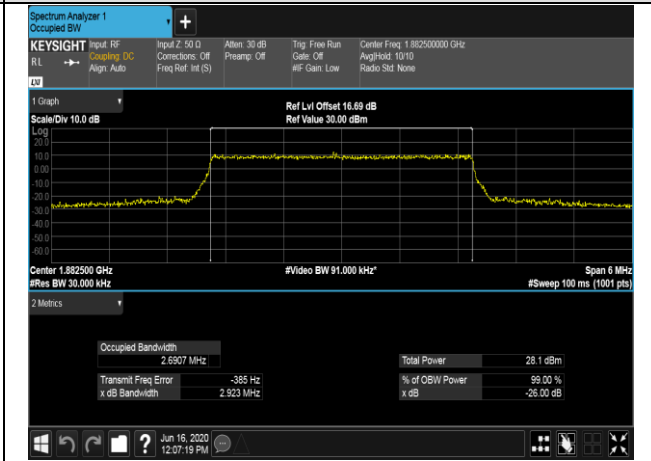 Spectrum Analyzer 1
Occupied BW
+
KEYSIGHT
RL
LXI
Input: RF
Coupling: DC
Align: Auto
Input Z: 50 Ω
Corrections: Off
Freq Ref: Int (S)
Atten: 30 dB
Preamp: Off
Trig: Free Run
Gate: Off
#IF Gain: Low
Center Freq: 1.882500000 GHz
Avg|Hold: 10/10
Radio Std: None
1 Graph
Scale/Div 10.0 dB
Ref Lvl Offset 16.69 dB
Ref Value 30.00 dBm
Log
20.0
10.0
0.00
-10.0
-20.0
-30.0
-40.0
-50.0
-60.0
Center 1.882500 GHz
#Res BW 30.000 kHz
#Video BW 91.000 kHz*
Span 6 MHz
#Sweep 100 ms (1001 pts)
2 Metrics
Occupied Bandwidth
2.6907 MHz
Total Power 28.1 dBm
Transmit Freq Error -385 Hz
x dB Bandwidth 2.923 MHz
% of OBW Power 99.00 %
x dB -26.00 dB
?
Jun 16, 2020
12:07:19 PM